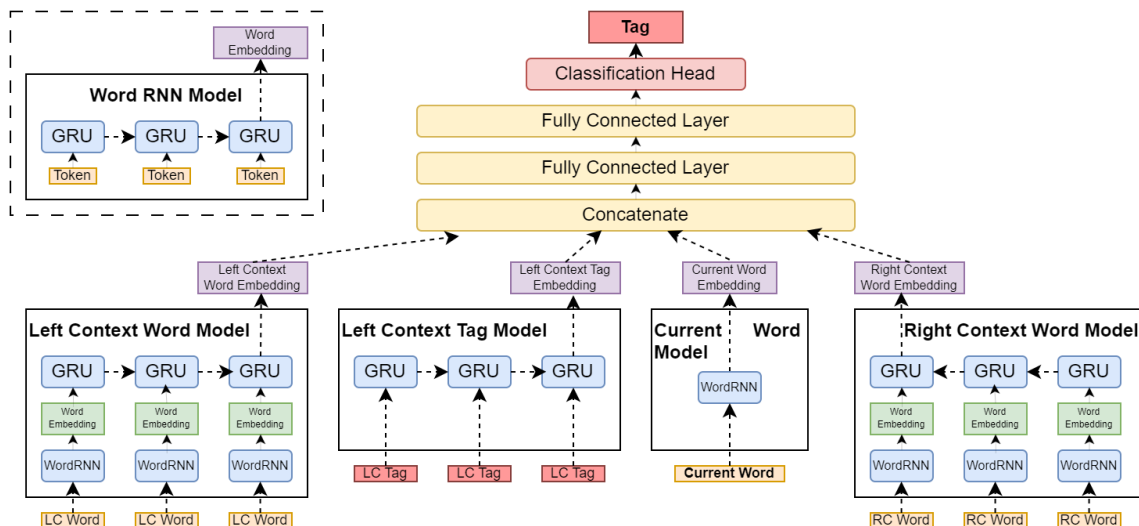 Word
Embedding
Word RNN Model
GRU
GRU
GRU
Token
Token
Token
Tag
Classification Head
Fully Connected Layer
Fully Connected Layer
Concatenate
Left Context
Word Embedding
Left Context Tag
Embedding
Current Word
Embedding
Right Context
Word Embedding
Left Context Word Model
GRU
GRU
GRU
Word
Embedding
Word
Embedding
Word
Embedding
WordRNN
WordRNN
WordRNN
LC Word
LC Word
LC Word
Left Context Tag Model
GRU
GRU
GRU
LC Tag
LC Tag
LC Tag
Current Word
Model
WordRNN
Current Word
Right Context Word Model
GRU
GRU
GRU
Word
Embedding
Word
Embedding
Word
Embedding
WordRNN
WordRNN
WordRNN
RC Word
RC Word
RC Word